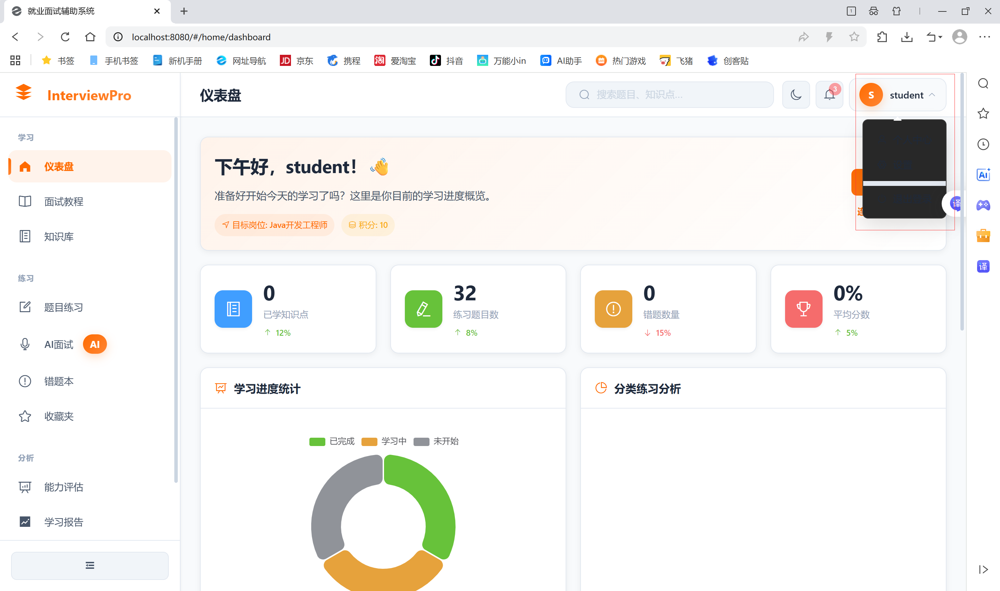 就业面试辅助系统
1
localhost:8080/#/home/dashboard
书签
手机书签
新机手册
网址导航
JD 京东
携程
淘 爱淘宝
抖音
万能小in
AI助手
热门游戏
飞猪
创客贴
InterviewPro
仪表盘
搜索题目、知识点...
3
S student
学习
仪表盘
面试教程
知识库
练习
题目练习
AI面试 AI
错题本
收藏夹
分析
能力评估
学习报告
下午好，student！
准备好开始今天的学习了吗？这里是你目前的学习进度概览。
目标岗位: Java开发工程师
积分: 10
连
译
0
已学知识点
12%
32
练习题目数
8%
0
错题数量
15%
0%
平均分数
5%
学习进度统计
已完成 学习中 未开始
分类练习分析
AI
译